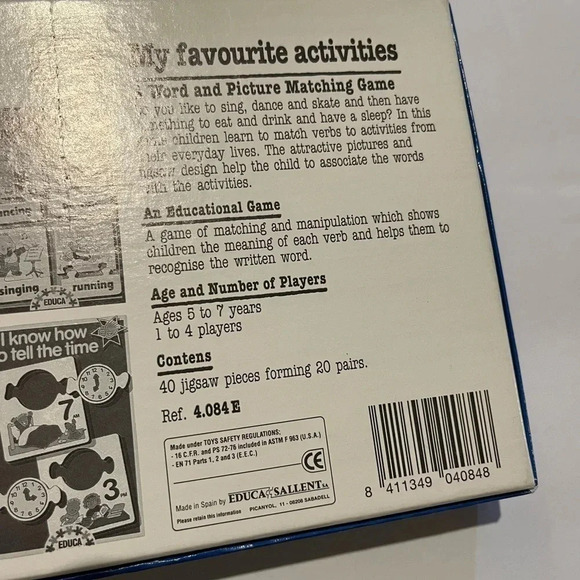 My favourite activities
A Word and Picture Matching Game
you like to sing, dance and skate and then have
something to eat and drink and have a sleep? In this
children learn to match verbs to activities from
their everyday lives. The attractive pictures and
jigsaw design help the child to associate the words
with the activities.
An Educational Game
A game of matching and manipulation which shows
children the meaning of each verb and helps them to
recognise the written word.
Age and Number of Players
Ages 5 to 7 years
1 to 4 players
Contens
40 jigsaw pieces forming 20 pairs.
Ref. 4.084 E
Made under TOYS SAFETY REGULATIONS:
- 16 C.F.R. and PS 72-76 included in ASTM F 963 (U.S.A.)
- EN 71 Parts 1, 2 and 3 (E.E.C.)
CE
Made in Spain by EDUCA SALLENT S.A.
Please retain this information PICANYOL, 11 - 08206 SABADELL
8 411349 040848
dancing
singing
running
EDUCA
I know how
to tell the time
7 AM
3 PM
EDUCA